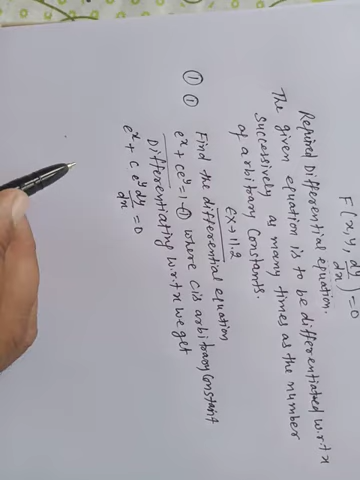 F(x, y, dy/dx) = 0
Required Differential equation.
The given equation is to be differentiated w.r.t x
Successively as many times as the number
of arbitrary Constants.
Ex → 11.2
① ① Find the differential equation
e^x + ce^y = 1 - ① where c is arbitrary Constant
Differentiating w.r.t x we get
e^x + c e^y dy/dx = 0